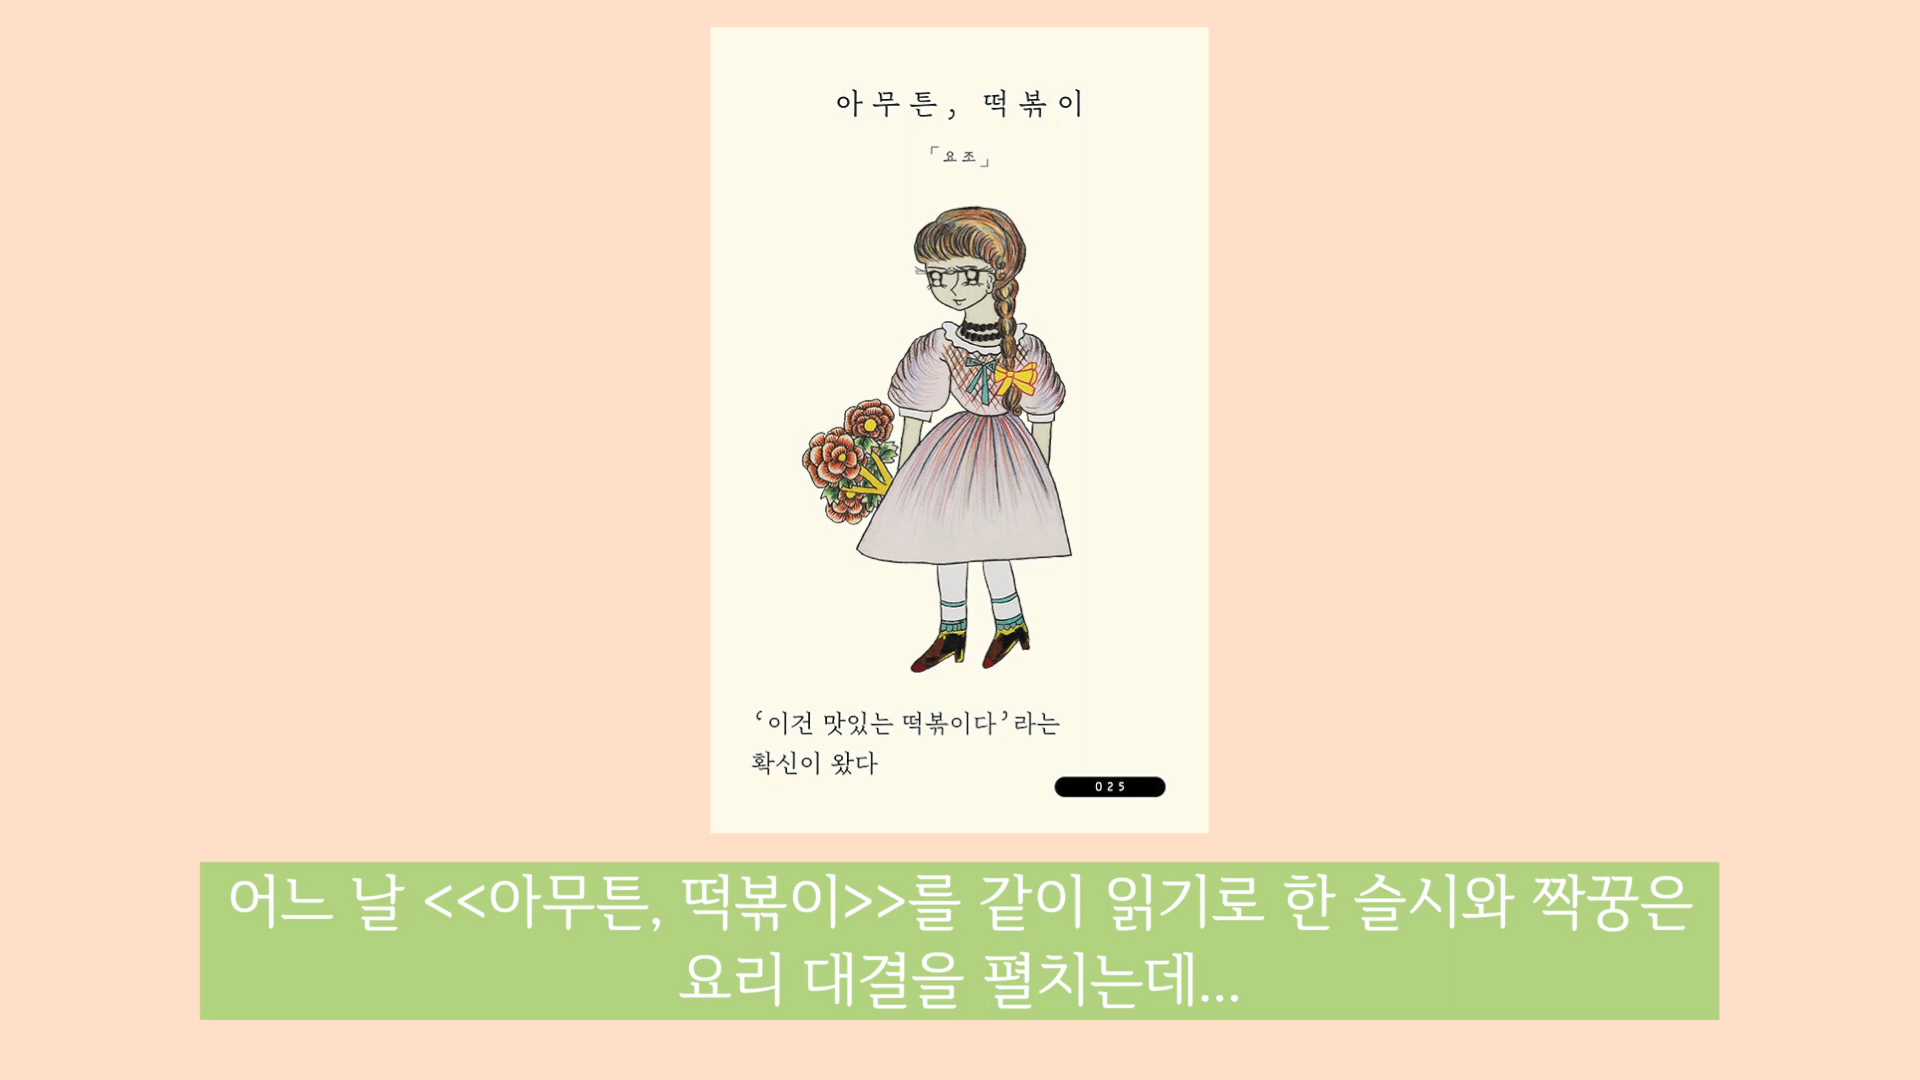 아무튼, 떡볶이
「요조」
‘이건 맛있는 떡볶이다’라는
확신이 왔다
025
어느 날 <<아무튼, 떡볶이>>를 같이 읽기로 한 슬시와 짝꿍은
요리 대결을 펼치는데...